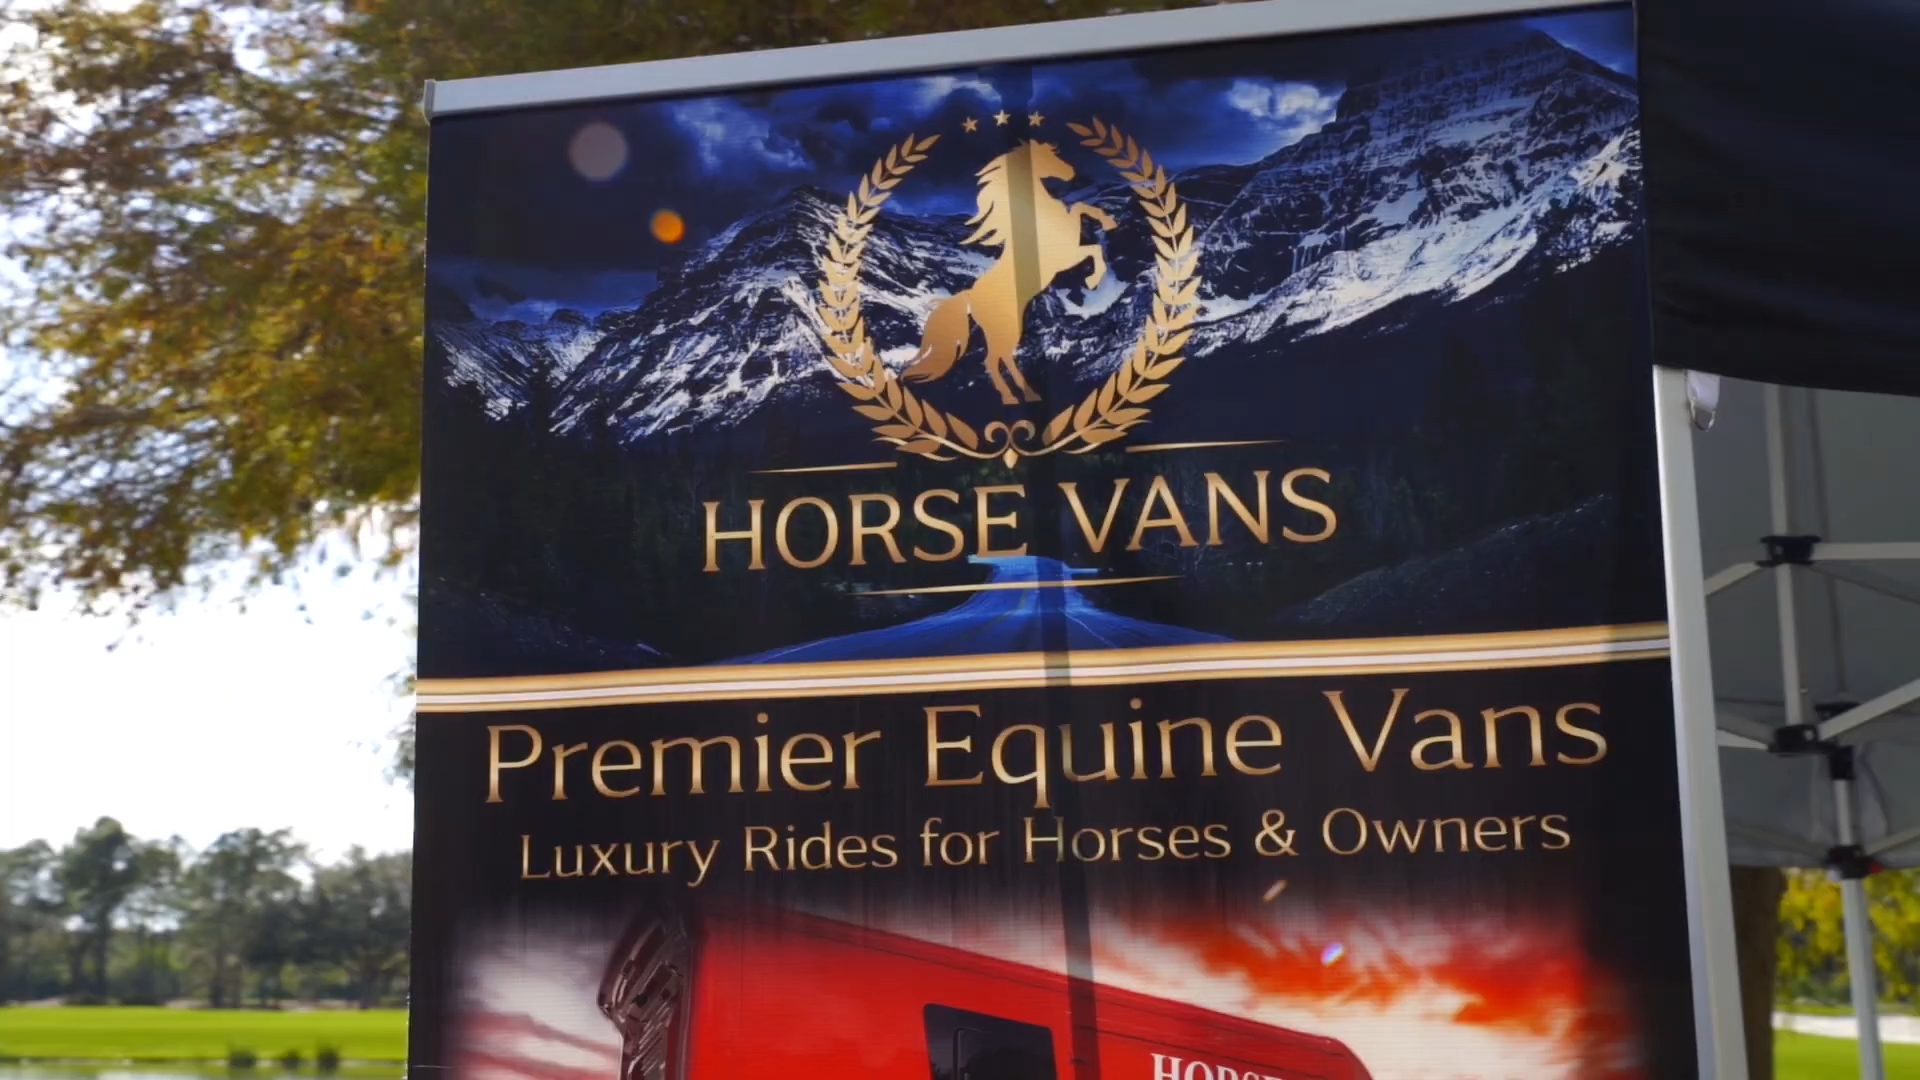 HORSE VANS
Premier Equine Vans
Luxury Rides for Horses & Owners